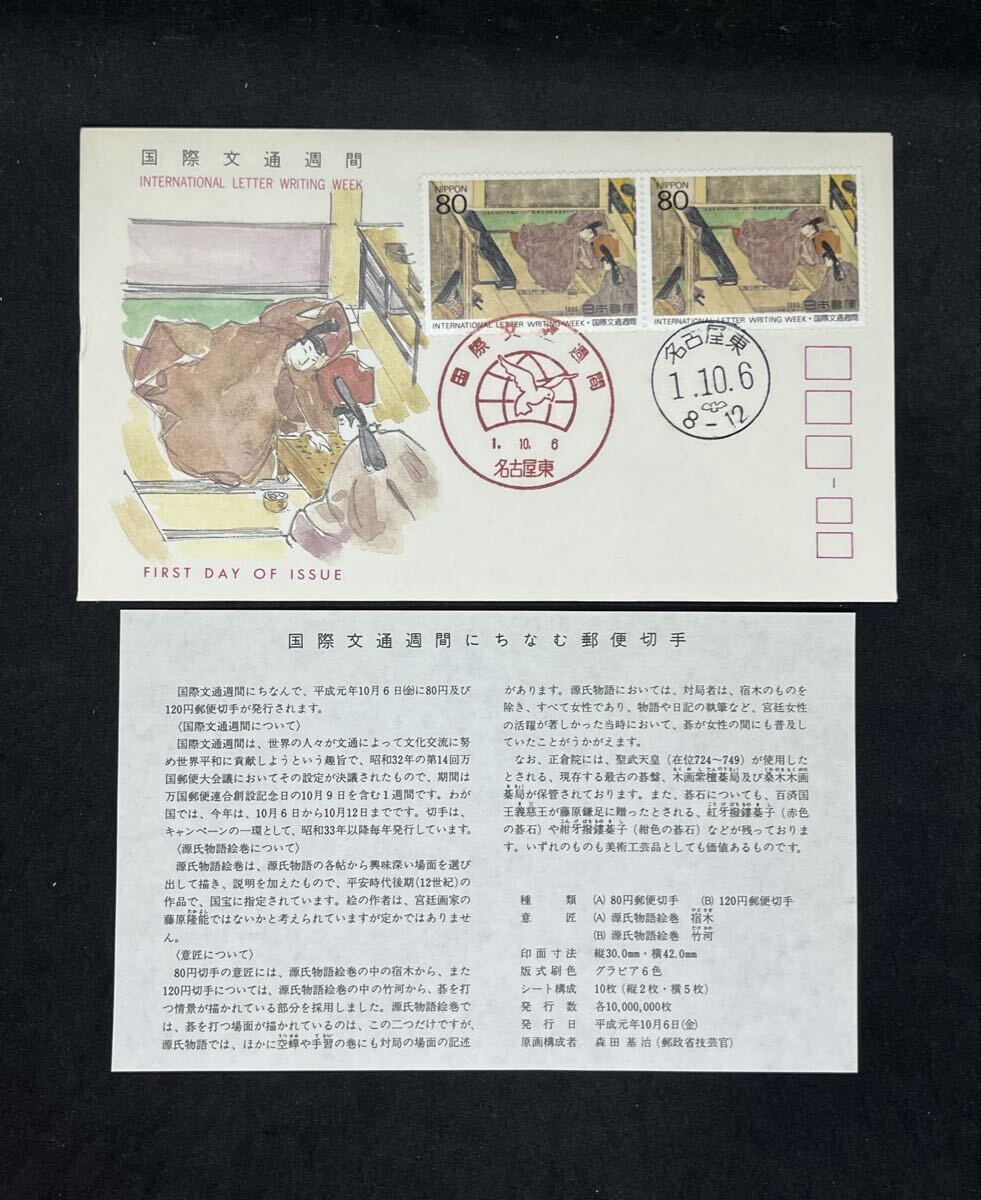 国際文通週間
INTERNATIONAL LETTER WRITING WEEK
NIPPON
80
1989 日本郵便
INTERNATIONAL LETTER WRITING WEEK・国際文通週間
NIPPON
80
1989 日本郵便
INTERNATIONAL LETTER WRITING WEEK・国際文通週間
国際文通週間
1. 10. 6
名古屋東
名古屋東
1.10.6
8-12
FIRST DAY OF ISSUE
国際文通週間にちなむ郵便切手
国際文通週間にちなんで、平成元年10月6日㈮に80円及び
120円郵便切手が発行されます。
〈国際文通週間について〉
国際文通週間は、世界の人々が文通によって文化交流に努
め世界平和に貢献しようという趣旨で、昭和32年の第14回万
国郵便大会議においてその設定が決議されたもので、期間は
万国郵便連合創設記念日の10月9日を含む1週間です。わが
国では、今年は、10月6日から10月12日までです。切手は、
キャンペーンの一環として、昭和33年以降毎年発行しています。
〈源氏物語絵巻について〉
源氏物語絵巻は、源氏物語の各帖から興味深い場面を選び
出して描き、説明を加えたもので、平安時代後期(12世紀)の
作品で、国宝に指定されています。絵の作者は、宮廷画家の
藤原隆能ではないかと考えられていますが定かではありませ
ん。
〈意匠について〉
80円切手の意匠には、源氏物語絵巻の中の宿木から、また
120円切手については、源氏物語絵巻の中の竹河から、碁を打
つ情景が描かれている部分を採用しました。源氏物語絵巻で
は、碁を打つ場面が描かれているのは、この二つだけですが、
源氏物語では、ほかに空蟬や手習の巻にも対局の場面の記述
があります。源氏物語においては、対局者は、宿木のものを
除き、すべて女性であり、物語や日記の執筆など、宮廷女性
の活躍が著しかった当時において、碁が女性の間にも普及し
ていたことがうかがえます。
なお、正倉院には、聖武天皇（在位724～749）が使用した
とされる、現存する最古の碁盤、木画紫檀棊局及び桑木木画
棊局が保管されております。また、碁石についても、百済国
王義慈王が藤原鎌足に贈ったとされる、紅牙撥鏤棊子（赤色
の碁石）や紺牙撥鏤棊子（紺色の碁石）などが残っておりま
す。いずれのものも美術工芸品としても価値あるものです。
種類 (A) 80円郵便切手 (B) 120円郵便切手
意匠 (A) 源氏物語絵巻 宿木
(B) 源氏物語絵巻 竹河
印面寸法 縦30.0mm・横42.0mm
版式刷色 グラビア6色
シート構成 10枚（縦2枚・横5枚）
発行数 各10,000,000枚
発行日 平成元年10月6日㈮
原画構成者 森田基治（郵政省技芸官）